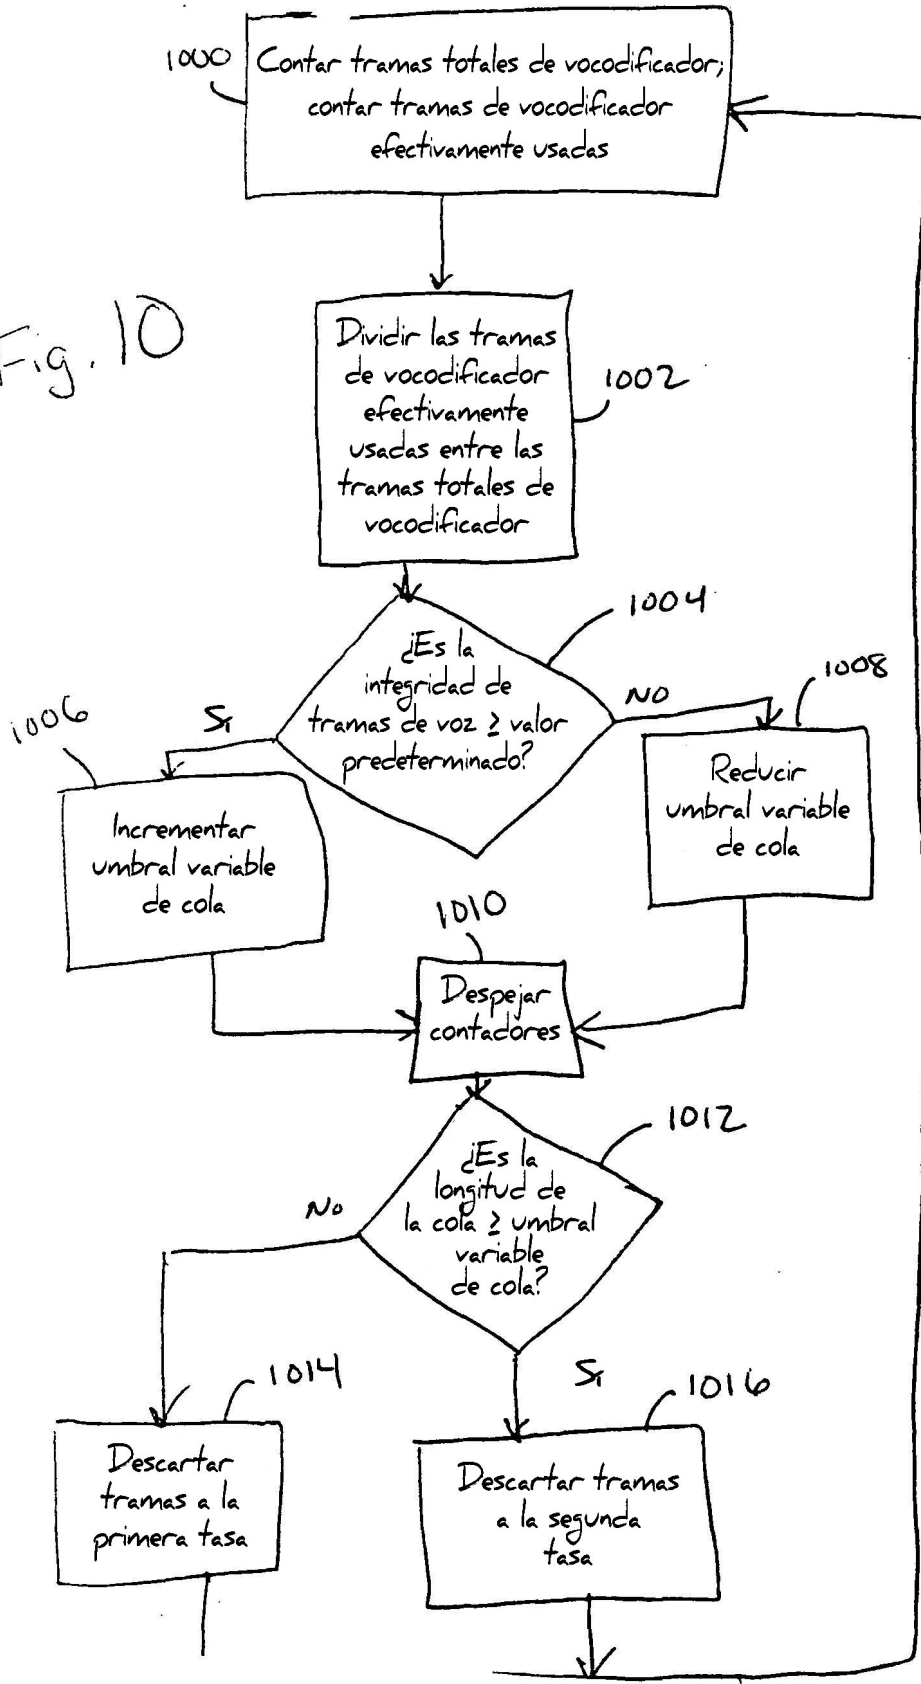 1000
Contar tramas totales de vocodificador;
contar tramas de vocodificador
efectivamente usadas
Fig. 10
Dividir las tramas
de vocodificador
efectivamente
usadas entre las
tramas totales de
vocodificador
1002
1004
¿Es la
integridad de
tramas de voz ≥ valor
predeterminado?
Si
NO
1006
Incrementar
umbral variable
de cola
1008
Reducir
umbral variable
de cola
1010
Despejar
contadores
1012
¿Es la
longitud de
la cola ≥ umbral
variable
de cola?
No
Si
1014
Descartar
tramas a la
primera tasa
1016
Descartar tramas
a la segunda
tasa